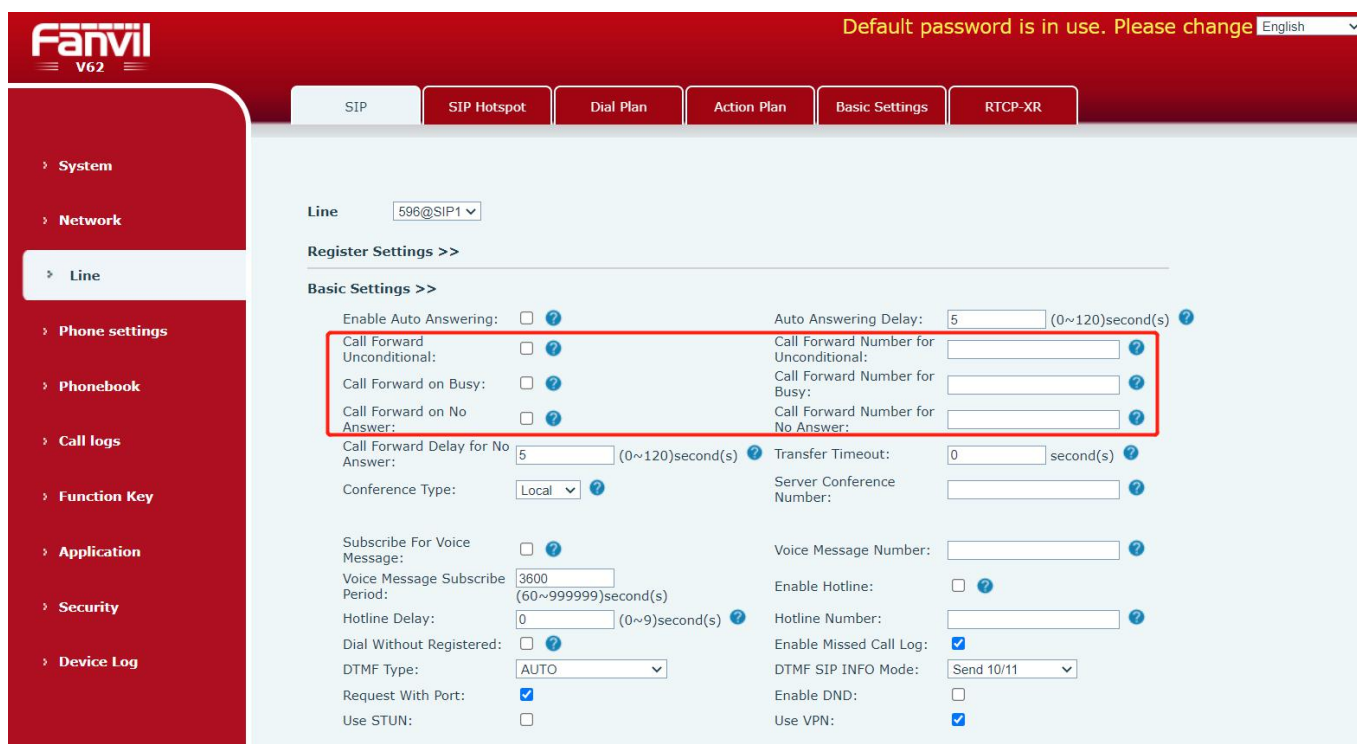 Fanvil
V62
Default password is in use. Please change English
SIP SIP Hotspot Dial Plan Action Plan Basic Settings RTCP-XR
System
Network
Line
Phone settings
Phonebook
Call logs
Function Key
Application
Security
Device Log
Line 596@SIP1
Register Settings >>
Basic Settings >>
Enable Auto Answering: ? Auto Answering Delay: 5 (0~120)second(s) ?
Call Forward Unconditional: ? Call Forward Number for Unconditional: ?
Call Forward on Busy: ? Call Forward Number for Busy: ?
Call Forward on No Answer: ? Call Forward Number for No Answer: ?
Call Forward Delay for No Answer: 5 (0~120)second(s) ? Transfer Timeout: 0 second(s) ?
Conference Type: Local ? Server Conference Number: ?
Subscribe For Voice Message: ? Voice Message Number: ?
Voice Message Subscribe Period: 3600 (60~999999)second(s) Enable Hotline: ?
Hotline Delay: 0 (0~9)second(s) ? Hotline Number: ?
Dial Without Registered: ? Enable Missed Call Log:
DTMF Type: AUTO DTMF SIP INFO Mode: Send 10/11
Request With Port: Enable DND:
Use STUN: Use VPN: